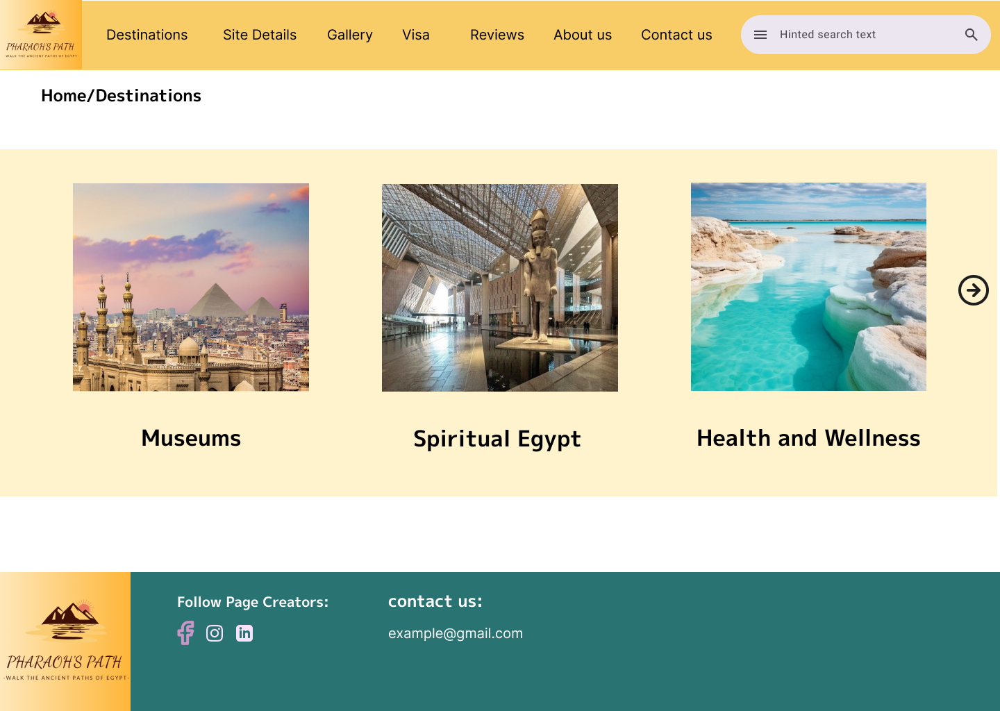 PHARAOH'S PATH
-WALK THE ANCIENT PATHS OF EGYPT-
Destinations
Site Details
Gallery
Visa
Reviews
About us
Contact us
Hinted search text
Home/Destinations
Museums
Spiritual Egypt
Health and Wellness
PHARAOH'S PATH
-WALK THE ANCIENT PATHS OF EGYPT-
Follow Page Creators:
in
contact us:
example@gmail.com